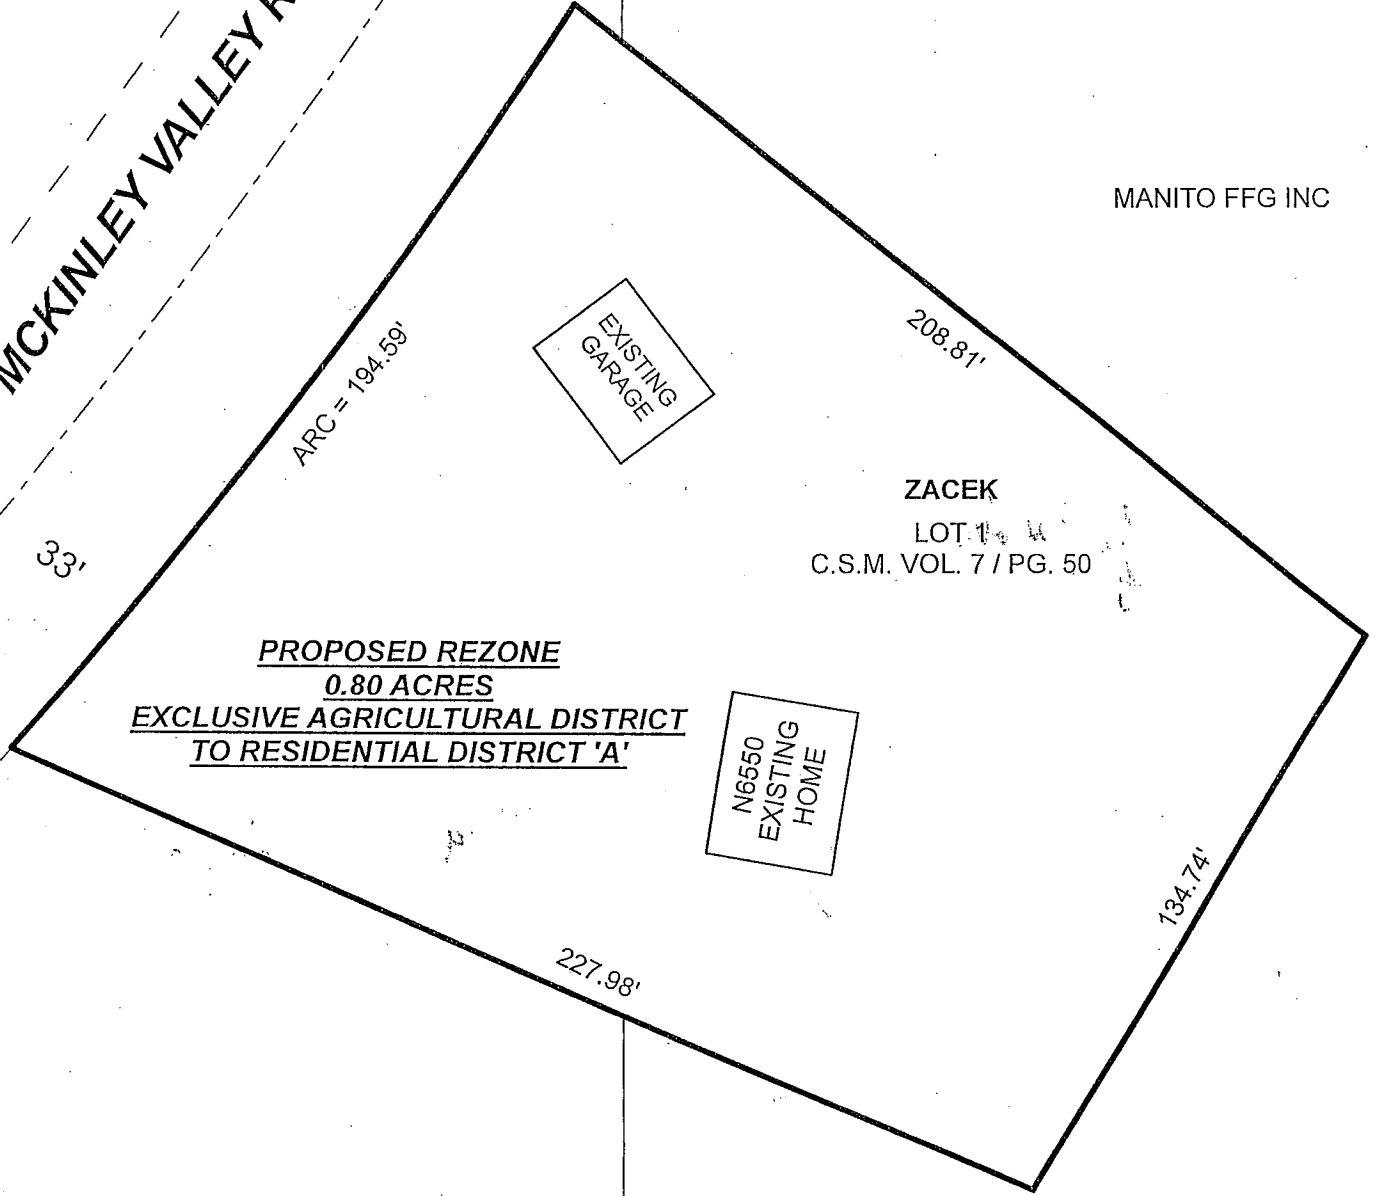 MCKINLEY VALLEY
MANITO FFG INC
208.81'
EXISTING
GARAGE
ARC = 194.59'
ZACEK
LOT 1
C.S.M. VOL. 7 / PG. 50
33'
PROPOSED REZONE
0.80 ACRES
EXCLUSIVE AGRICULTURAL DISTRICT
TO RESIDENTIAL DISTRICT 'A'
N6550
EXISTING
HOME
134.74'
227.98'